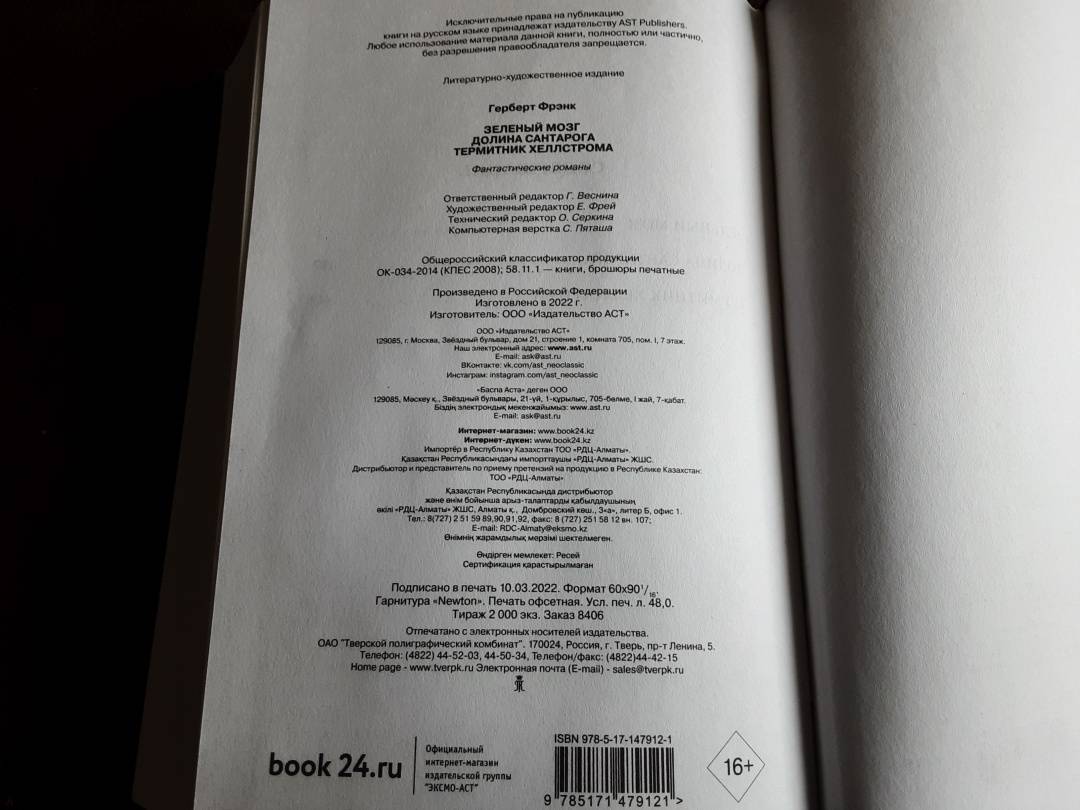 Исключительные права на публикацию
книги на русском языке принадлежат издательству AST Publishers.
Любое использование материала данной книги, полностью или частично,
без разрешения правообладателя запрещается.
Литературно-художественное издание
Герберт Фрэнк
ЗЕЛЕНЫЙ МОЗГ
ДОЛИНА САНТАРОГА
ТЕРМИТНИК ХЕЛЛСТРОМА
Фантастические романы
Ответственный редактор Г. Веснина
Художественный редактор Е. Фрей
Технический редактор О. Серкина
Компьютерная верстка С. Пяташа
Общероссийский классификатор продукции
ОК-034-2014 (КПЕС 2008); 58.11.1 — книги, брошюры печатные
Произведено в Российской Федерации
Изготовлено в 2022 г.
Изготовитель: ООО «Издательство АСТ»
ООО «Издательство АСТ»
129085, г. Москва, Звёздный бульвар, дом 21, строение 1, комната 705, пом. I, 7 этаж.
Наш электронный адрес: www.ast.ru
E-mail: ask@ast.ru
ВКонтакте: vk.com/ast_neoclassic
Инстаграм: instagram.com/ast_neoclassic
«Баспа Аста» деген ООО
129085, Мәскеу қ., Звёздный бульвары, 21-үй, 1-құрылыс, 705-бөлме, I жай, 7-қабат.
Біздің электрондық мекенжайымыз: www.ast.ru
E-mail: ask@ast.ru
Интернет-магазин: www.book24.kz
Интернет-дүкен: www.book24.kz
Импортёр в Республику Казахстан ТОО «РДЦ-Алматы».
Қазақстан Республикасындағы импорттаушы «РДЦ-Алматы» ЖШС.
Дистрибьютор и представитель по приему претензий на продукцию в Республике Казахстан:
ТОО «РДЦ-Алматы»
Қазақстан Республикасында дистрибьютор
және өнім бойынша арыз-талаптарды қабылдаушының
өкілі «РДЦ-Алматы» ЖШС, Алматы қ., Домбровский көш., 3«а», литер Б, офис 1.
Тел.: 8(727) 2 51 59 89,90,91,92, факс: 8 (727) 251 58 12 вн. 107;
E-mail: RDC-Almaty@eksmo.kz
Өнімнің жарамдылық мерзімі шектелмеген.
Өндірген мемлекет: Ресей
Сертификация қарастырылмаған
Подписано в печать 10.03.2022. Формат 60x90 1/16.
Гарнитура «Newton». Печать офсетная. Усл. печ. л. 48,0.
Тираж 2 000 экз. Заказ 8406
Отпечатано с электронных носителей издательства.
ОАО "Тверской полиграфический комбинат". 170024, Россия, г. Тверь, пр-т Ленина, 5.
Телефон: (4822) 44-52-03, 44-50-34, Телефон/факс: (4822)44-42-15
Home page - www.tverpk.ru Электронная почта (E-mail) - sales@tverpk.ru
book 24.ru
Официальный
интернет-магазин
издательской группы
"ЭКСМО-АСТ"
ISBN 978-5-17-147912-1
9 785171 479121 >
16+